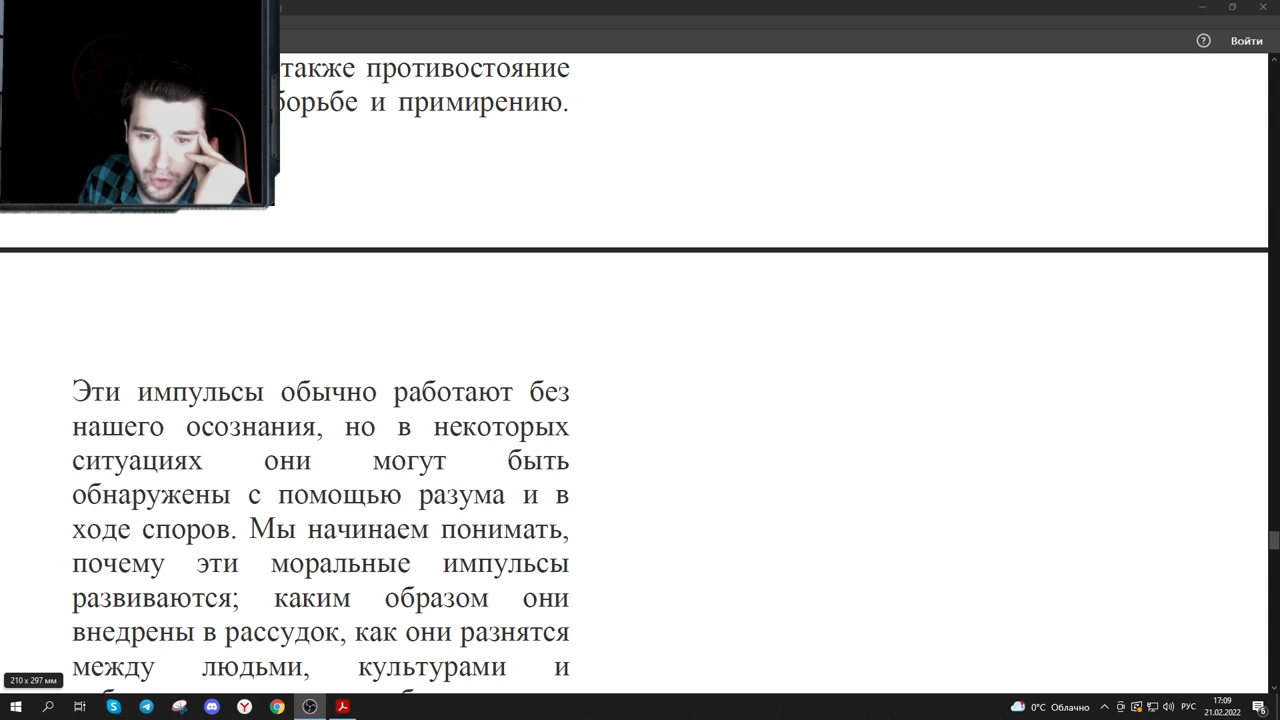 Войти
также противостояние
борьбе и примирению.
Эти импульсы обычно работают без
нашего осознания, но в некоторых
ситуациях они могут быть
обнаружены с помощью разума и в
ходе споров. Мы начинаем понимать,
почему эти моральные импульсы
развиваются; каким образом они
внедрены в рассудок, как они разнятся
между людьми, культурами и
210 x 297 мм
0°C Облачно
РУС
17:09
21.02.2022
6